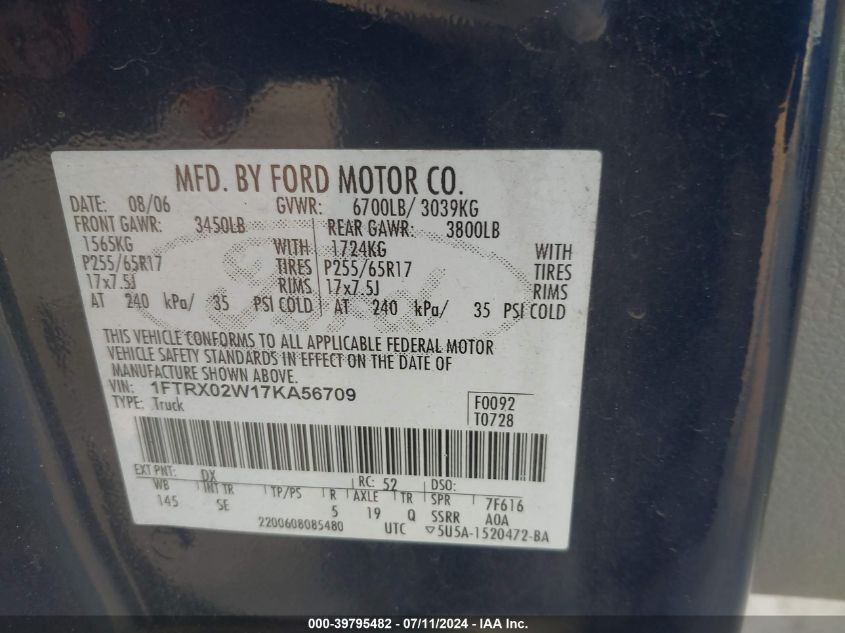 MFD. BY FORD MOTOR CO.
DATE: 08/06 GVWR: 6700LB/ 3039KG
FRONT GAWR: 3450LB REAR GAWR: 3800LB
1565KG WITH 1724KG WITH
P255/65R17 TIRES P255/65R17 TIRES
17x7.5J RIMS 17x7.5J RIMS
AT 240 kPa/ 35 PSI COLD AT 240 kPa/ 35 PSI COLD
Ford
THIS VEHICLE CONFORMS TO ALL APPLICABLE FEDERAL MOTOR
VEHICLE SAFETY STANDARDS IN EFFECT ON THE DATE OF
MANUFACTURE SHOWN ABOVE.
VIN: 1FTRX02W17KA56709
TYPE: Truck
F0092
T0728
EXT PNT: DX RC: 52 DSO:
WB INT TR TP/PS R AXLE TR SPR 7F616
145 SE 5 19 Q SSRR A0A
2200608085480 UTC ▽5U5A-1520472-BA
000-39795482 - 07/11/2024 - IAA Inc.